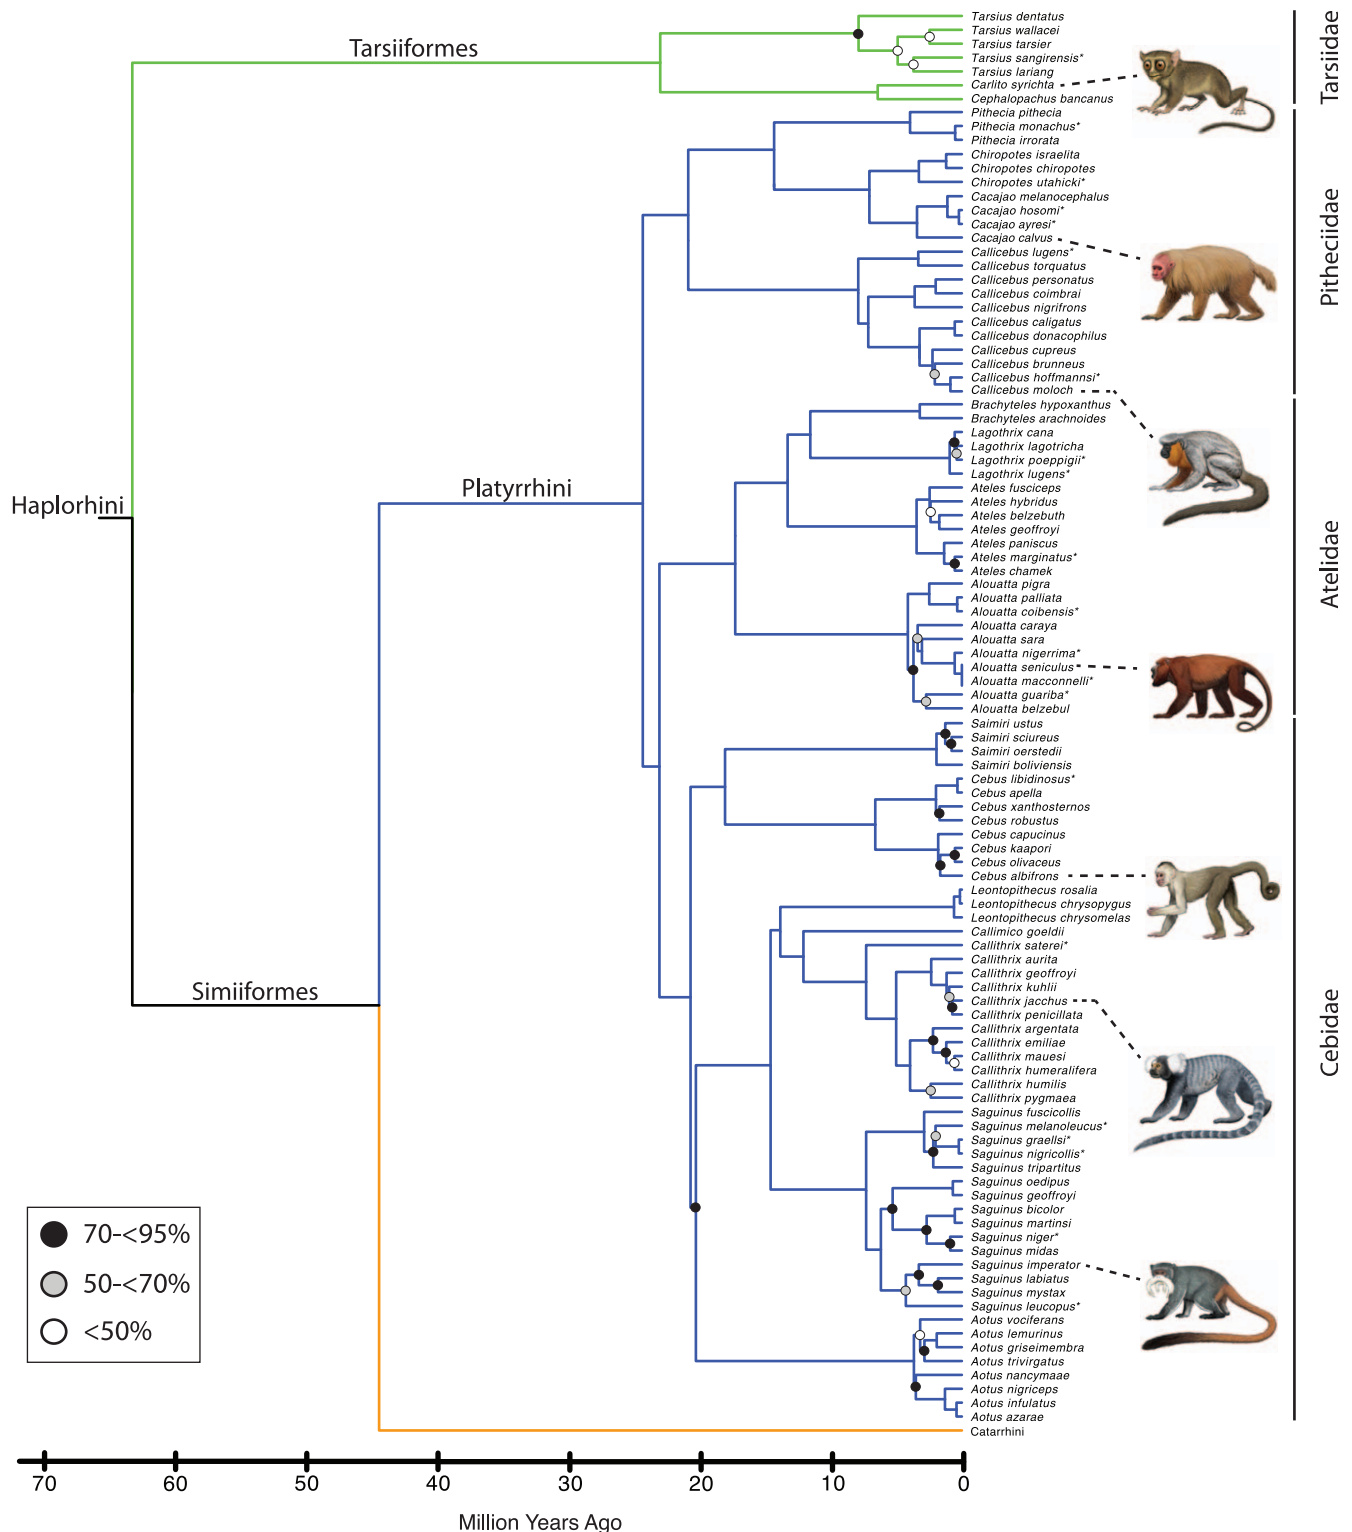 Tarsiiformes
Haplorhini
Platyrrhini
Simiiformes
Tarsius dentatus
Tarsius wallacei
Tarsius tarsier
Tarsius sangirensis*
Tarsius lariang
Carlito syrichta
Cephalopachus bancanus
Pithecia pithecia
Pithecia monachus*
Pithecia irrorata
Chiropotes israelita
Chiropotes chiropotes
Chiropotes utahicki*
Cacajao melanocephalus
Cacajao hosomi*
Cacajao ayresi*
Cacajao calvus
Callicebus lugens*
Callicebus torquatus
Callicebus personatus
Callicebus coimbrai
Callicebus nigrifrons
Callicebus caligatus
Callicebus donacophilus
Callicebus cupreus
Callicebus brunneus
Callicebus hoffmannsi*
Callicebus moloch
Brachyteles hypoxanthus
Brachyteles arachnoides
Lagothrix cana
Lagothrix lagotricha
Lagothrix poeppigii*
Lagothrix lugens*
Ateles fusciceps
Ateles hybridus
Ateles belzebuth
Ateles geoffroyi
Ateles paniscus
Ateles marginatus*
Ateles chamek
Alouatta pigra
Alouatta palliata
Alouatta coibensis*
Alouatta caraya
Alouatta sara
Alouatta nigerrima*
Alouatta seniculus
Alouatta macconnelli*
Alouatta guariba*
Alouatta belzebul
Saimiri ustus
Saimiri sciureus
Saimiri oerstedii
Saimiri boliviensis
Cebus libidinosus*
Cebus apella
Cebus xanthosternos
Cebus robustus
Cebus capucinus
Cebus kaapori
Cebus olivaceus
Cebus albifrons
Leontopithecus rosalia
Leontopithecus chrysopygus
Leontopithecus chrysomelas
Callimico goeldii
Callithrix saterei*
Callithrix aurita
Callithrix geoffroyi
Callithrix kuhlii
Callithrix jacchus
Callithrix penicillata
Callithrix argentata
Callithrix emiliae
Callithrix mauesi
Callithrix humeralifera
Callithrix humilis
Callithrix pygmaea
Saguinus fuscicollis
Saguinus melanoleucus*
Saguinus graellsi*
Saguinus nigricollis*
Saguinus tripartitus
Saguinus oedipus
Saguinus geoffroyi
Saguinus bicolor
Saguinus martinsi
Saguinus niger*
Saguinus midas
Saguinus imperator
Saguinus labiatus
Saguinus mystax
Saguinus leucopus*
Aotus vociferans
Aotus lemurinus
Aotus griseimembra
Aotus trivirgatus
Aotus nancymaae
Aotus nigriceps
Aotus infulatus
Aotus azarae
Catarrhini
Tarsiidae
Pitheciidae
Atelidae
Cebidae
70-<95%
50-<70%
<50%
70 60 50 40 30 20 10 0
Million Years Ago